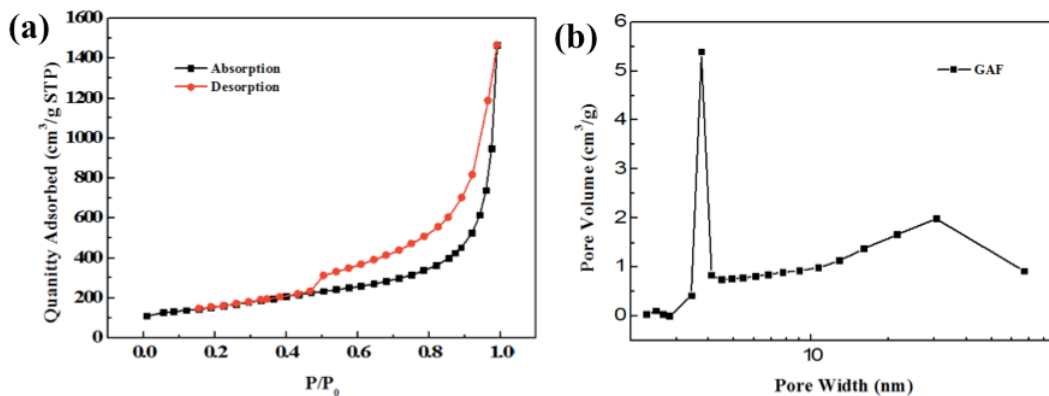 (a)
Quanitty Adsorbed (cm³/g STP)
1600
1400
1200
1000
800
600
400
200
0
Absorption
Desorption
0.0 0.2 0.4 0.6 0.8 1.0
P/P₀
(b)
Pore Volume (cm³/g)
6
5
4
3
2
1
0
GAF
10
Pore Width (nm)